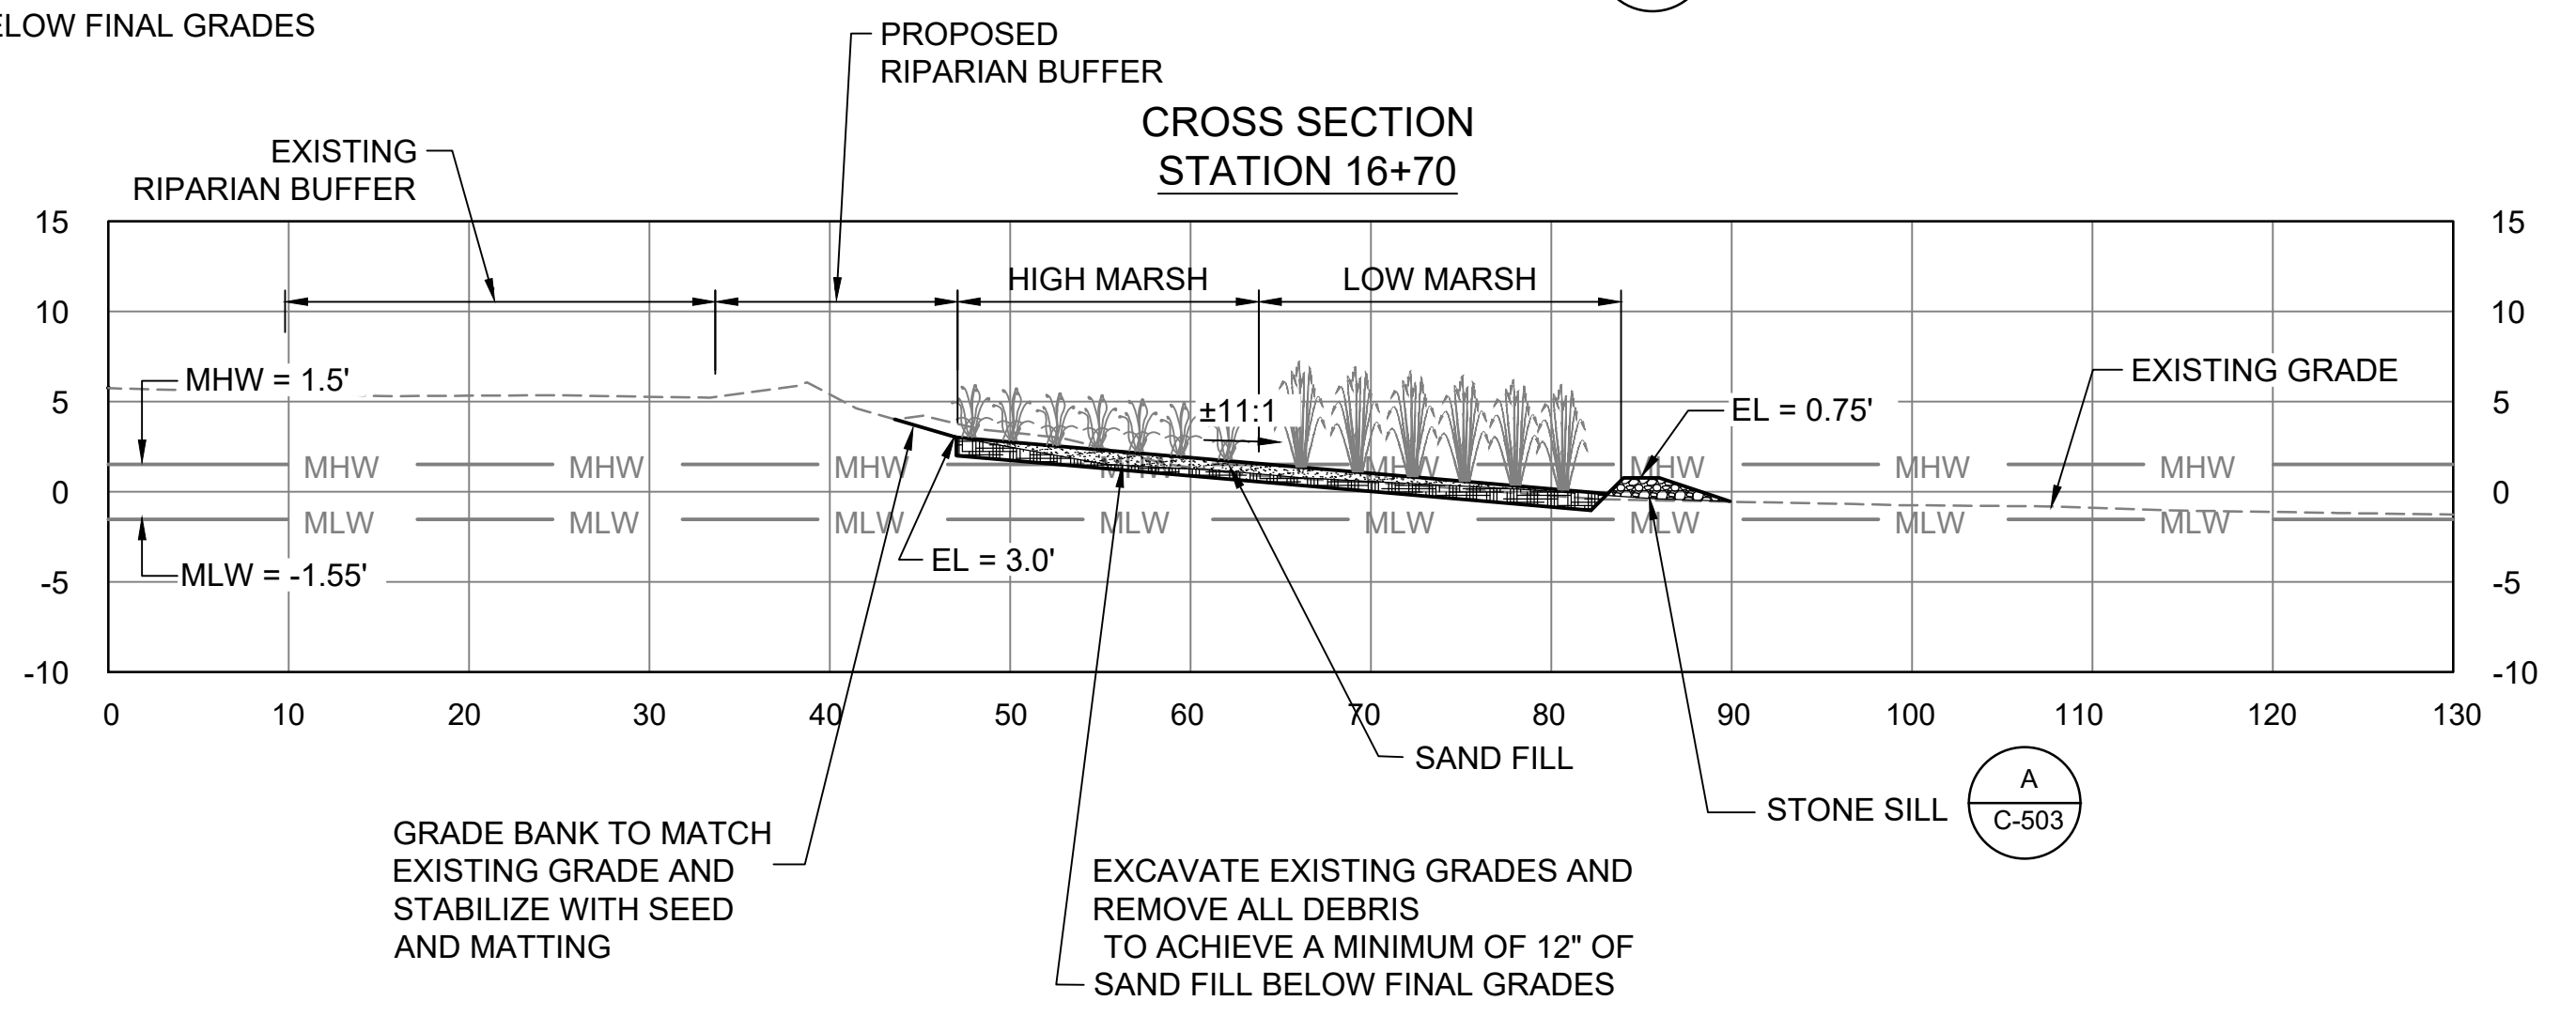 ELOW FINAL GRADES
PROPOSED
RIPARIAN BUFFER
CROSS SECTION
STATION 16+70
EXISTING
RIPARIAN BUFFER
15 15
HIGH MARSH LOW MARSH
10 10
MHW = 1.5' EXISTING GRADE
5 ±11:1 EL = 0.75' 5
MHW MHW MHW MHW MHW MHW MHW MHW
0 0
MLW MLW MLW MLW MLW MLW MLW MLW
EL = 3.0'
-5 MLW = -1.55' -5
-10 -10
0 10 20 30 40 50 60 70 80 90 100 110 120 130
SAND FILL
STONE SILL
A
C-503
GRADE BANK TO MATCH
EXISTING GRADE AND
STABILIZE WITH SEED
AND MATTING
EXCAVATE EXISTING GRADES AND
REMOVE ALL DEBRIS
TO ACHIEVE A MINIMUM OF 12" OF
SAND FILL BELOW FINAL GRADES